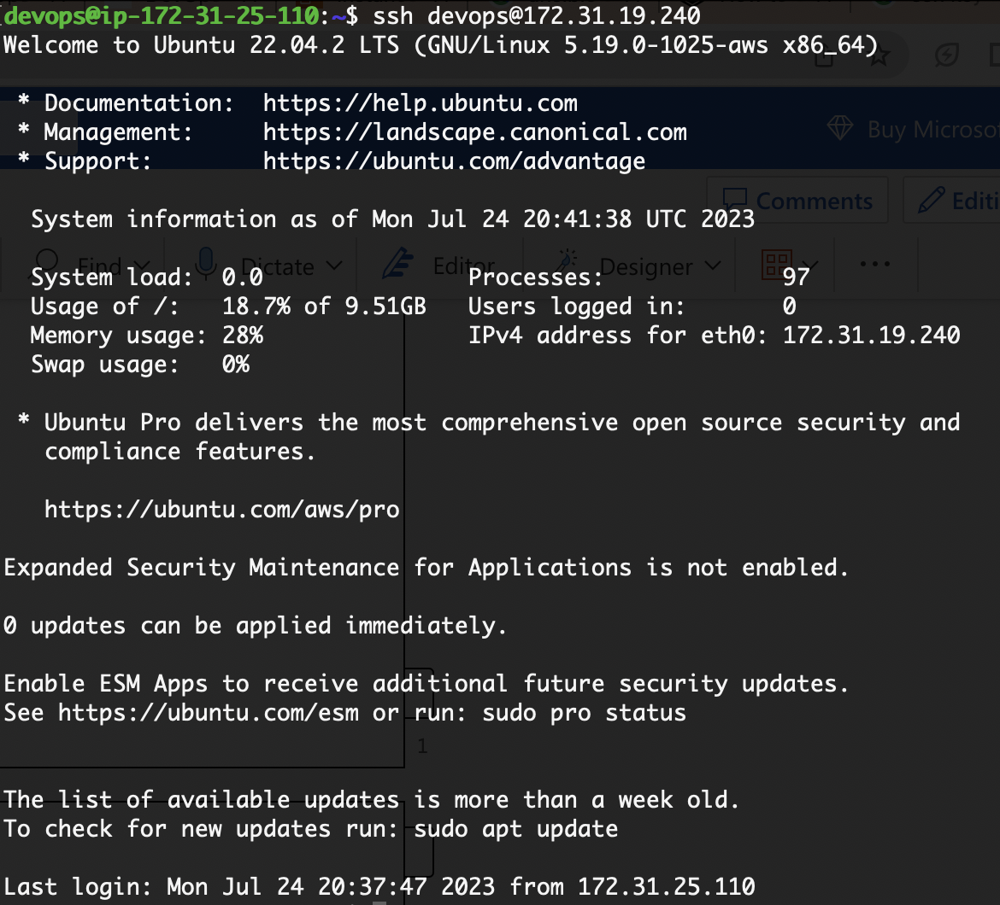 devops@ip-172-31-25-110:~$ ssh devops@172.31.19.240
Welcome to Ubuntu 22.04.2 LTS (GNU/Linux 5.19.0-1025-aws x86_64)
 * Documentation:  https://help.ubuntu.com
 * Management:     https://landscape.canonical.com
 * Support:        https://ubuntu.com/advantage
Buy Microso
Comments
Editi
  System information as of Mon Jul 24 20:41:38 UTC 2023
Find Dictate Editor Designer
  System load:  0.0               Processes:             97
  Usage of /:   18.7% of 9.51GB   Users logged in:       0
  Memory usage: 28%               IPv4 address for eth0: 172.31.19.240
  Swap usage:   0%
 * Ubuntu Pro delivers the most comprehensive open source security and
   compliance features.
   https://ubuntu.com/aws/pro
Expanded Security Maintenance for Applications is not enabled.
0 updates can be applied immediately.
Enable ESM Apps to receive additional future security updates.
See https://ubuntu.com/esm or run: sudo pro status
1
The list of available updates is more than a week old.
To check for new updates run: sudo apt update
Last login: Mon Jul 24 20:37:47 2023 from 172.31.25.110